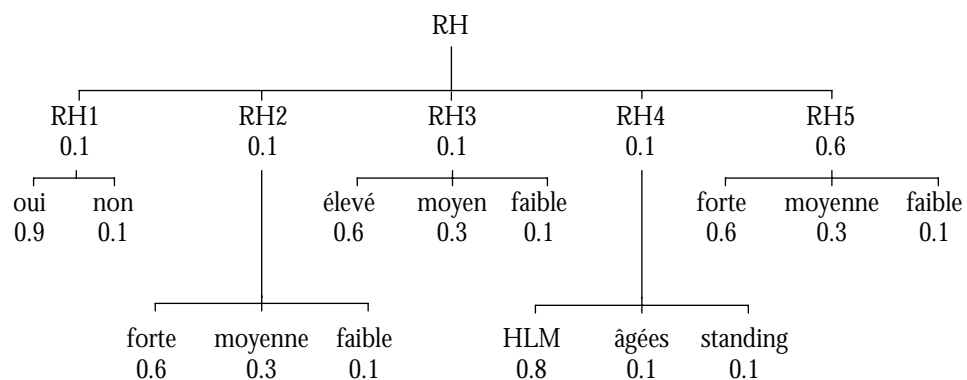 RH
RH1 RH2 RH3 RH4 RH5
0.1 0.1 0.1 0.1 0.6
oui non élevé moyen faible forte moyenne faible
0.9 0.1 0.6 0.3 0.1 0.6 0.3 0.1
forte moyenne faible HLM âgées standing
0.6 0.3 0.1 0.8 0.1 0.1